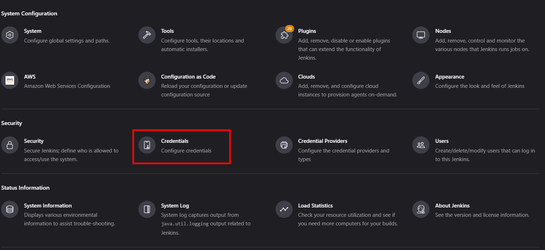 System Configuration
System
Configure global settings and paths.
Tools
Configure tools, their locations and
automatic installers.
Plugins
Add, remove, disable or enable plugins
that can extend the functionality of
Jenkins.
Nodes
Add, remove, control and monitor the
various nodes that Jenkins runs jobs on.
AWS
Amazon Web Services Configuration
Configuration as Code
Reload your configuration or update
configuration source
Clouds
Add, remove, and configure cloud
instances to provision agents on-demand.
Appearance
Configure the look and feel of Jenkins
Security
Security
Secure Jenkins; define who is allowed to
access/use the system.
Credentials
Configure credentials
Credential Providers
Configure the credential providers and
types
Users
Create/delete/modify users that can log in
to this Jenkins.
Status Information
System Information
Displays various environmental
information to assist trouble-shooting.
System Log
System log captures output from
java.util.logging output related to
Jenkins.
Load Statistics
Check your resource utilization and see if
you need more computers for your builds.
About Jenkins
See the version and license information.